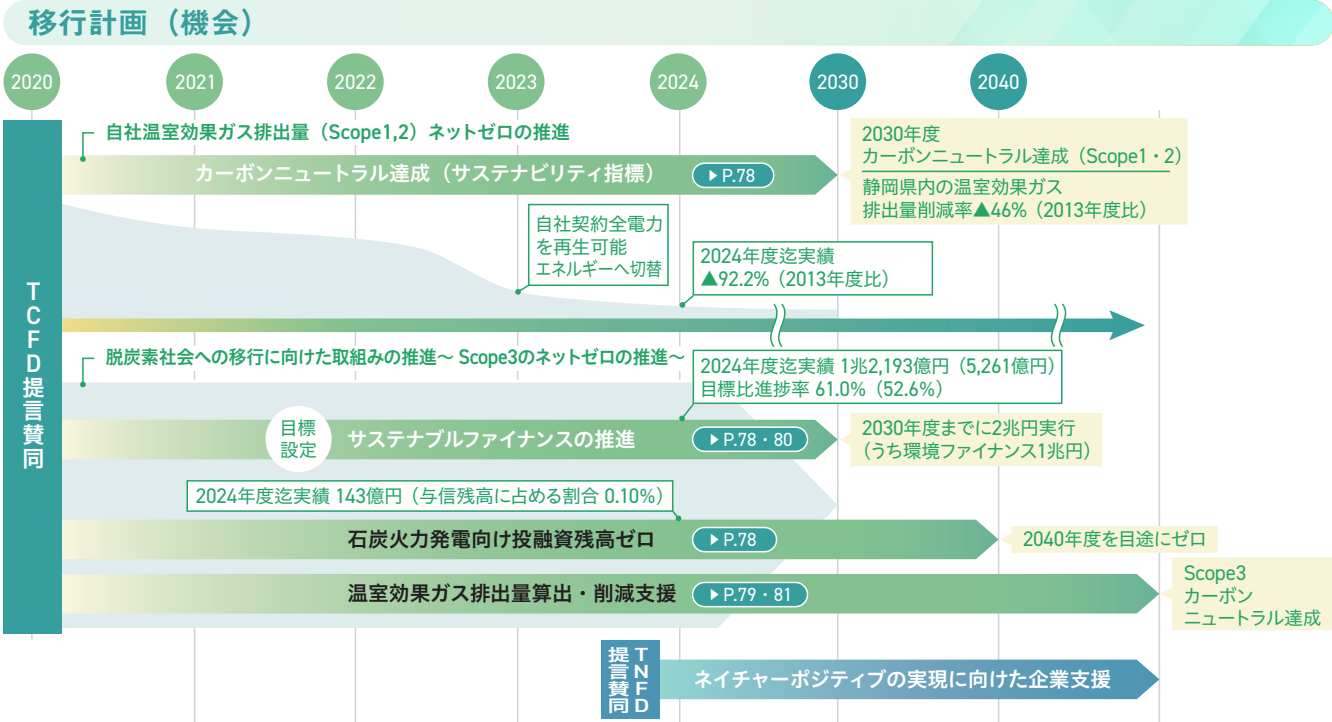 移行計画（機会）
2020
2021
2022
2023
2024
2030
2040
TCFD提言賛同
自社温室効果ガス排出量（Scope1,2）ネットゼロの推進
カーボンニュートラル達成（サステナビリティ指標）
▶P.78
2030年度
カーボンニュートラル達成（Scope1・2）
静岡県内の温室効果ガス
排出量削減率▲46%（2013年度比）
自社契約全電力
を再生可能
エネルギーへ切替
2024年度迄実績
▲92.2%（2013年度比）
脱炭素社会への移行に向けた取組みの推進～ Scope3のネットゼロの推進～
2024年度迄実績 1兆2,193億円（5,261億円）
目標比進捗率 61.0%（52.6%）
目標
設定
サステナブルファイナンスの推進
▶P.78・80
2030年度までに2兆円実行
（うち環境ファイナンス1兆円）
2024年度迄実績 143億円（与信残高に占める割合 0.10%）
石炭火力発電向け投融資残高ゼロ
▶P.78
2040年度を目途にゼロ
温室効果ガス排出量算出・削減支援
▶P.79・81
Scope3
カーボン
ニュートラル達成
TNFD
提言賛同
ネイチャーポジティブの実現に向けた企業支援